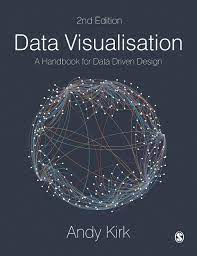 2nd Edition
Data Visualisation
A Handbook for Data Driven Design
Andy Kirk